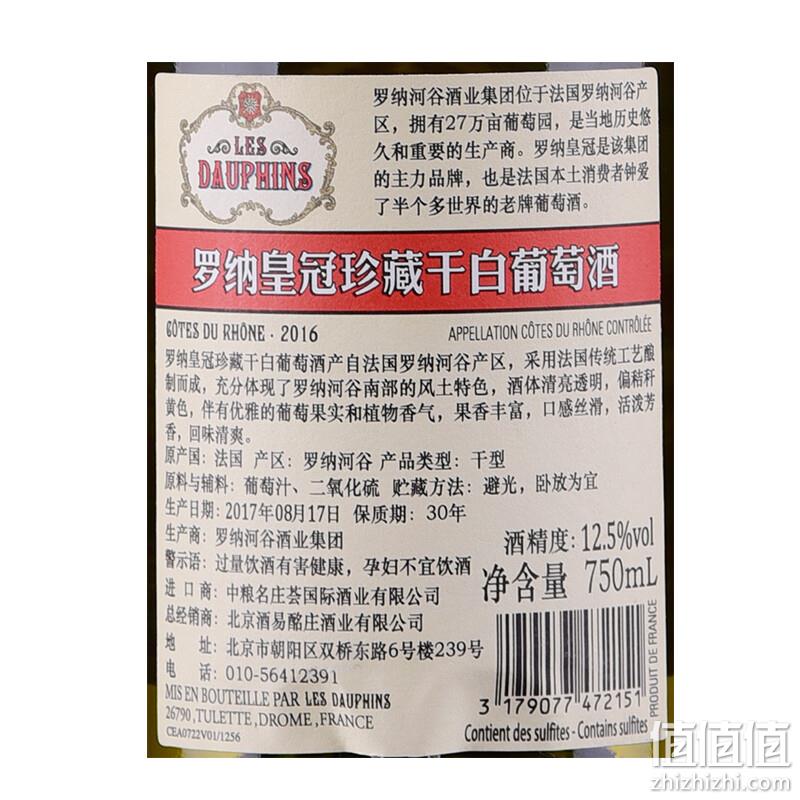 LES
DAUPHINS
罗纳河谷酒业集团位于法国罗纳河谷产
区，拥有27万亩葡萄园，是当地历史悠
久和重要的生产商。罗纳皇冠是该集团
的主力品牌，也是法国本土消费者钟爱
了半个多世界的老牌葡萄酒。
罗纳皇冠珍藏干白葡萄酒
CÔTES DU RHÔNE · 2016
APPELLATION CÔTES DU RHÔNE CONTRÔLÉE
罗纳皇冠珍藏干白葡萄酒产自法国罗纳河谷产区，采用法国传统工艺酿
制而成，充分体现了罗纳河谷南部的风土特色，酒体清亮透明，偏秸秆
黄色，伴有优雅的葡萄果实和植物香气，果香丰富，口感丝滑，活泼芳
香，回味清爽。
原产国：法国 产区：罗纳河谷 产品类型：干型
原料与辅料：葡萄汁、二氧化硫 贮藏方法：避光，卧放为宜
生产日期：2017年08月17日 保质期：30年
生产商：罗纳河谷酒业集团
警示语：过量饮酒有害健康，孕妇不宜饮酒
进口商：中粮名庄荟国际酒业有限公司
总经销商：北京酒易酩庄酒业有限公司
地 址：北京市朝阳区双桥东路6号楼239号
电 话：010-56412391
MIS EN BOUTEILLE PAR LES DAUPHINS
26790, TULETTE, DROME, FRANCE
CEA0722V01/1256
酒精度：12.5%vol
净含量 750mL
3 179077 472151
PRODUIT DE FRANCE
Contient des sulfites - Contains sulfites
值值值
zhizhizhi.com